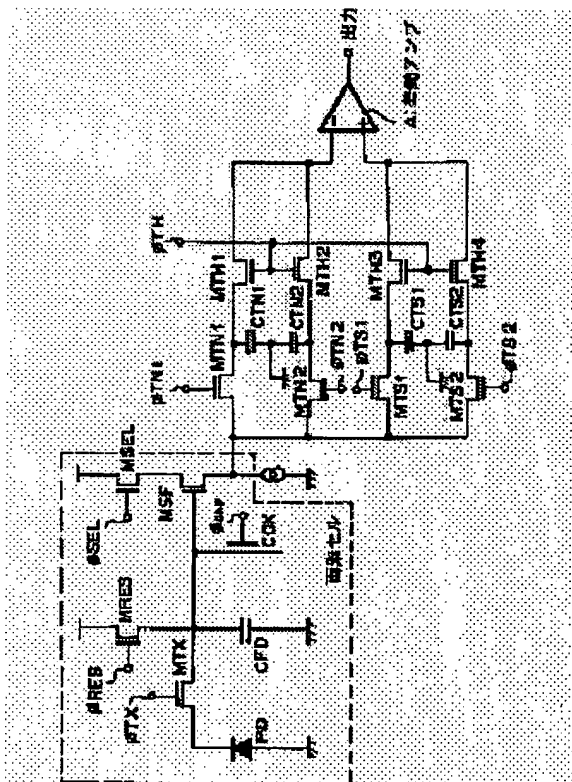 φTX
φRES
φSEL
MRES
MSEL
MTX
PD
MSF
CFD
COX
画素セル
φTN1
MTN1
MTN2
φTN2
φTS1
MTS1
MTS2
φTS2
CTN1
CTN2
CTS1
CTS2
MTH1
MTH2
MTH3
MTH4
φTH
A:差動アンプ
出力